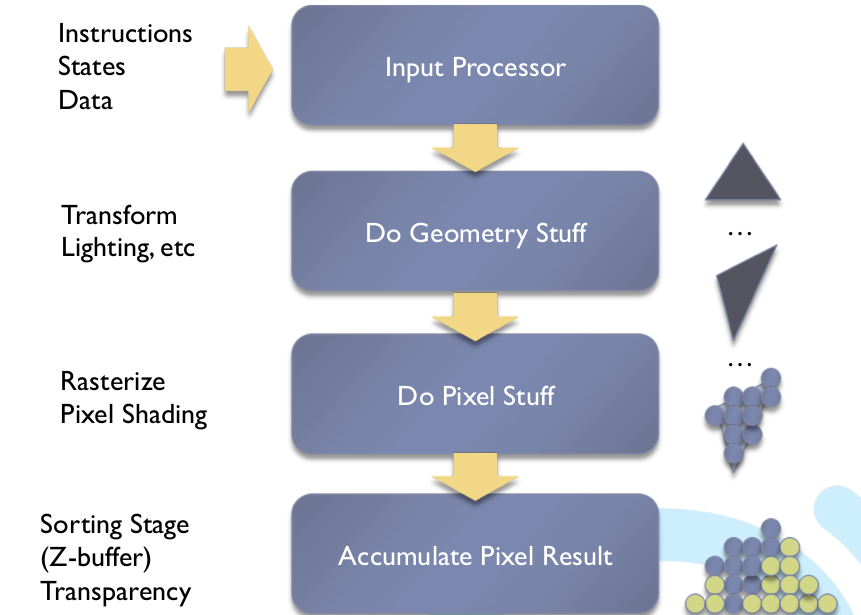 Instructions
States
Data
Input Processor
Transform
Lighting, etc
Do Geometry Stuff
...
...
Rasterize
Pixel Shading
Do Pixel Stuff
Sorting Stage
(Z-buffer)
Transparency
Accumulate Pixel Result